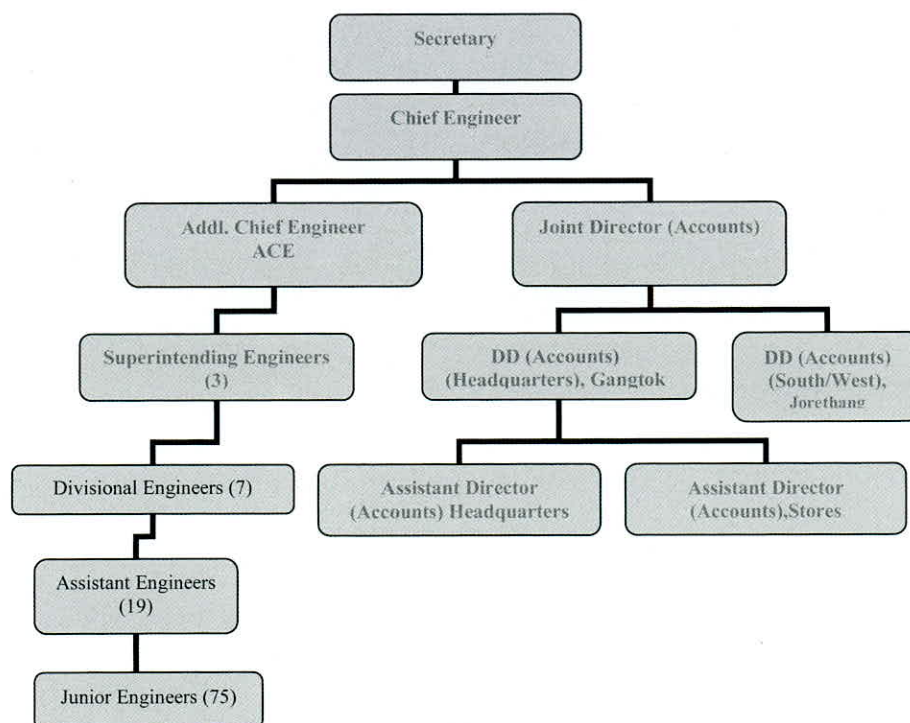 Secretary
Chief Engineer
Addl. Chief Engineer
ACE
Joint Director (Accounts)
Superintending Engineers
(3)
DD (Accounts)
(Headquarters), Gangtok
DD (Accounts)
(South/West),
Jorethang
Divisional Engineers (7)
Assistant Director
(Accounts) Headquarters
Assistant Director
(Accounts),Stores
Assistant Engineers
(19)
Junior Engineers (75)